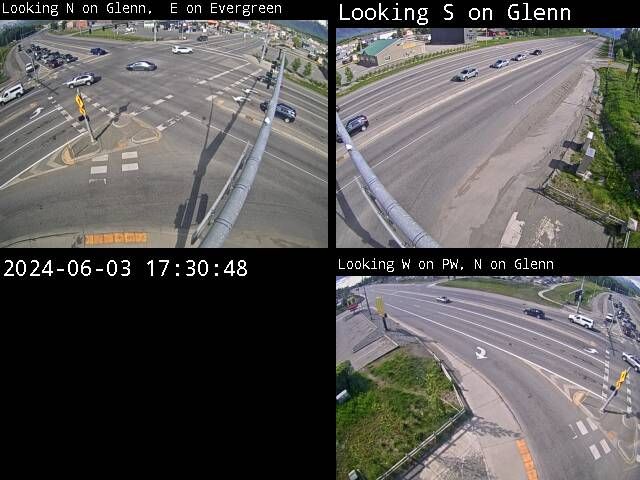 Looking N on Glenn,  E on Evergreen
Looking S on Glenn
2024-06-03 17:30:48
Looking W on PW, N on Glenn